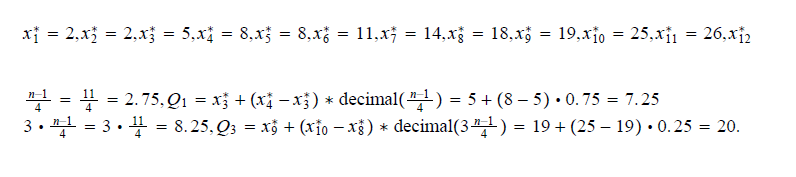 x₁* = 2,x₂* = 2,x₃* = 5,x₄* = 8,x₅* = 8,x₆* = 11,x₇* = 14,x₈* = 18,x₉* = 19,x₁₀* = 25,x₁₁* = 26,x₁₂*
(n−1)/4 = 11/4 = 2.75, Q₁ = x₃* + (x₄* − x₃*) * decimal((n−1)/4) = 5 + (8 − 5) • 0.75 = 7.25
3 • (n−1)/4 = 3 • 11/4 = 8.25, Q₃ = x₉* + (x₁₀* − x₈*) * decimal(3 (n−1)/4) = 19 + (25 − 19) • 0.25 = 20.